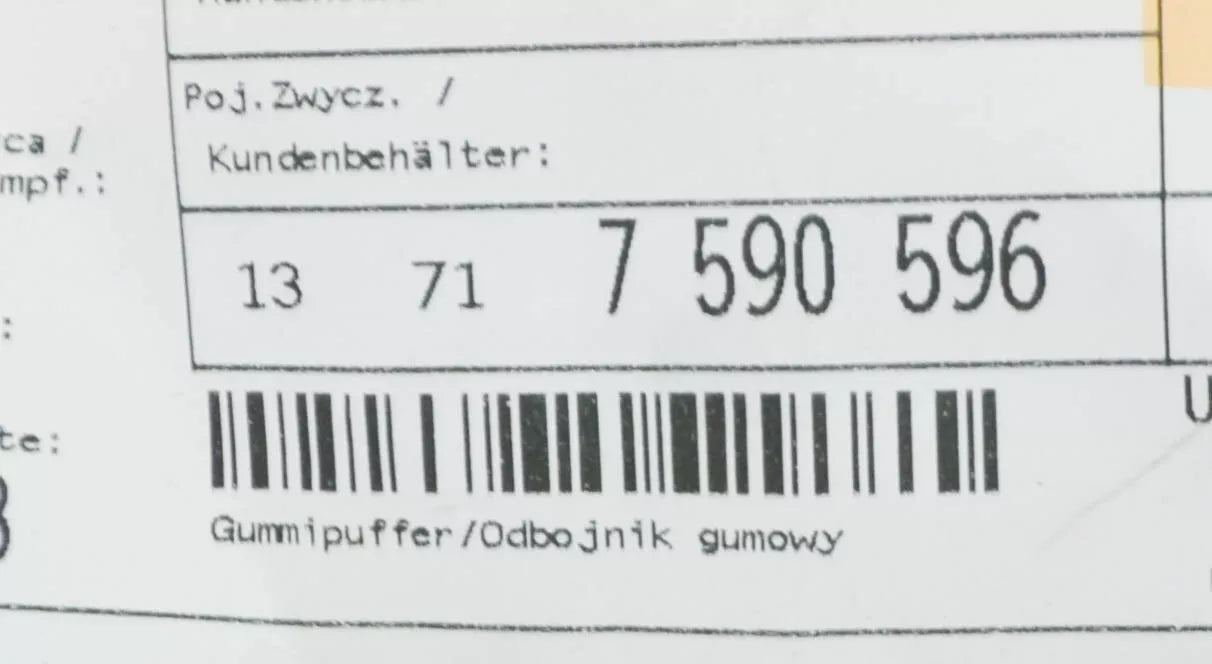 Poj.Zwycz. /
ca /
Kundenbehälter:
mpf.:
13 71 7 590 596
:
te:
U
Gummipuffer/Odbojnik gumowy